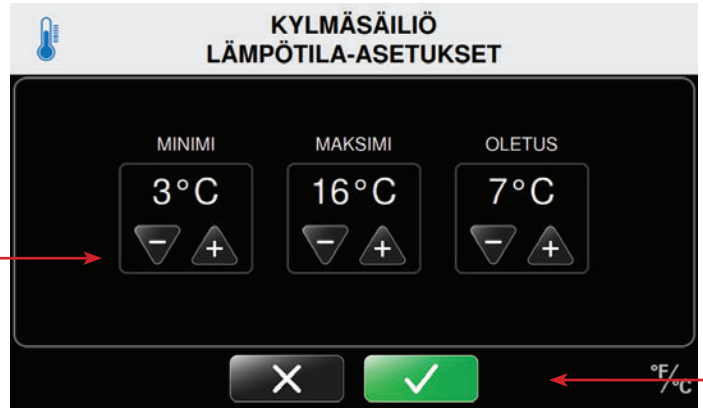 KYLMÄSÄILIÖ
LÄMPÖTILA-ASETUKSET
MINIMI MAKSIMI OLETUS
3°C 16°C 7°C
− + − + − +
°F/°C